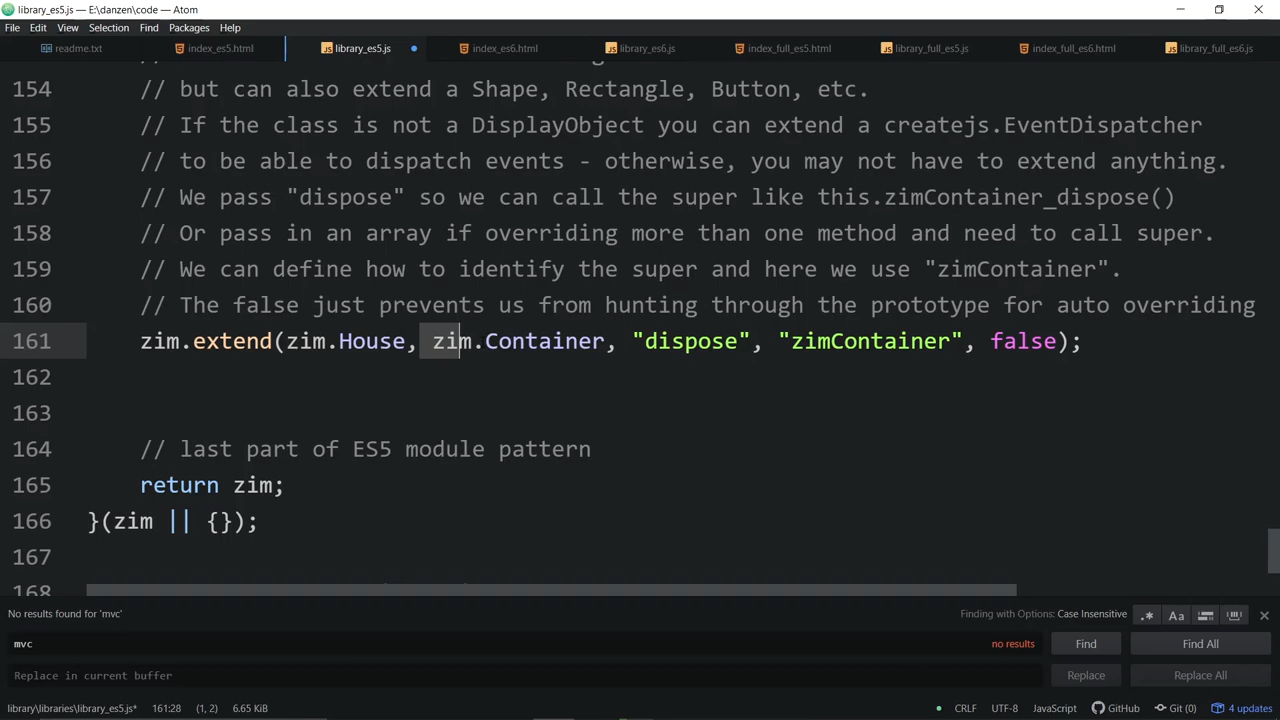 library_es5.js — E:\danzen\code — Atom
File Edit View Selection Find Packages Help
readme.txt index_es5.html library_es5.js index_es6.html library_es6.js index_full_es5.html library_full_es5.js index_full_es6.html library_full_es6.js
154 // but can also extend a Shape, Rectangle, Button, etc.
155 // If the class is not a DisplayObject you can extend a createjs.EventDispatcher
156 // to be able to dispatch events - otherwise, you may not have to extend anything.
157 // We pass "dispose" so we can call the super like this.zimContainer_dispose()
158 // Or pass in an array if overriding more than one method and need to call super.
159 // We can define how to identify the super and here we use "zimContainer".
160 // The false just prevents us from hunting through the prototype for auto overriding
161 zim.extend(zim.House, zim.Container, "dispose", "zimContainer", false);
162
163
164 // last part of ES5 module pattern
165 return zim;
166 }(zim || {});
167
168
No results found for 'mvc' Finding with Options: Case Insensitive .* Aa
mvc no results Find Find All
Replace in current buffer Replace Replace All
library\libraries\library_es5.js* 161:28 (1, 2) 6.65 KiB CRLF UTF-8 JavaScript GitHub Git (0) 4 updates